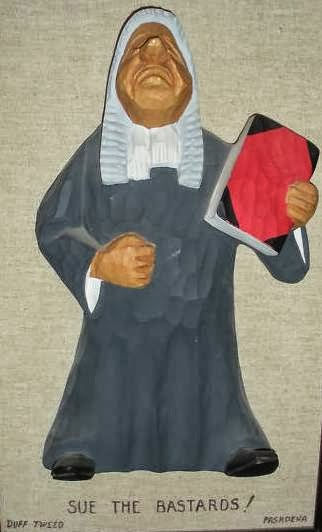 SUE THE BASTARDS!
DUFF TWEED
PASADENA